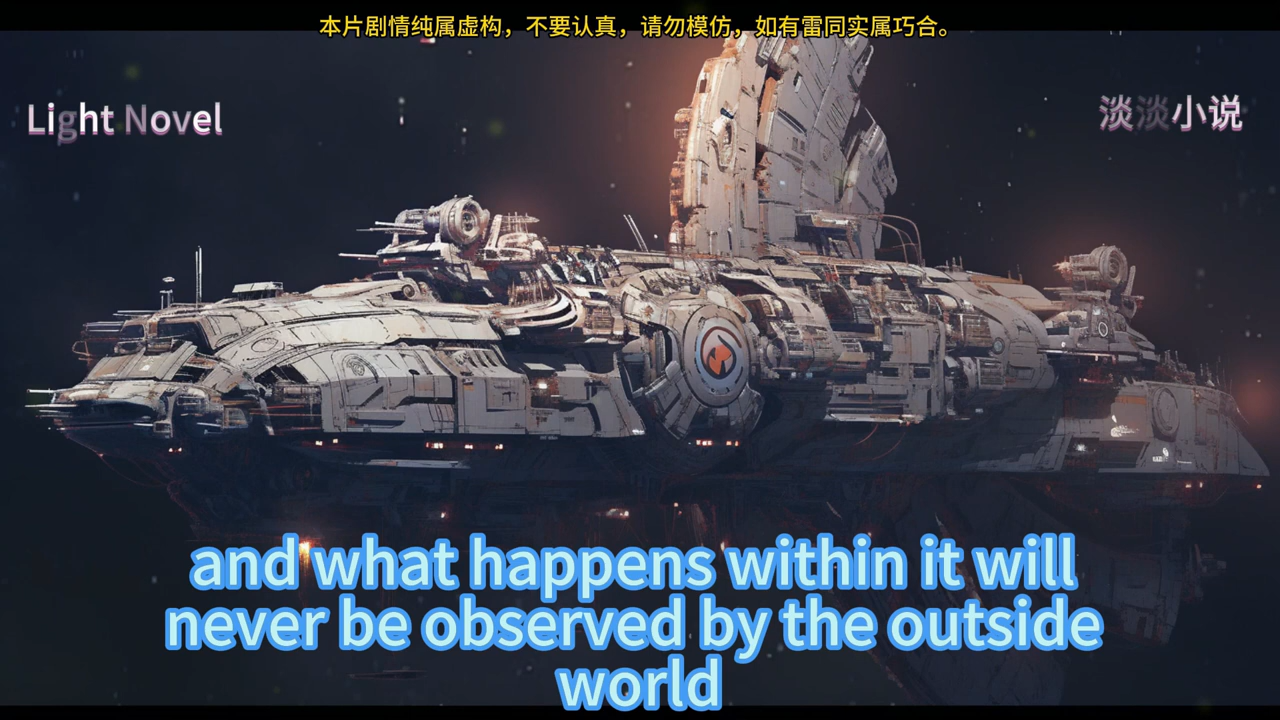 本片剧情纯属虚构，不要认真，请勿模仿，如有雷同实属巧合。
Light Novel
淡淡小说
and what happens within it will
never be observed by the outside
world